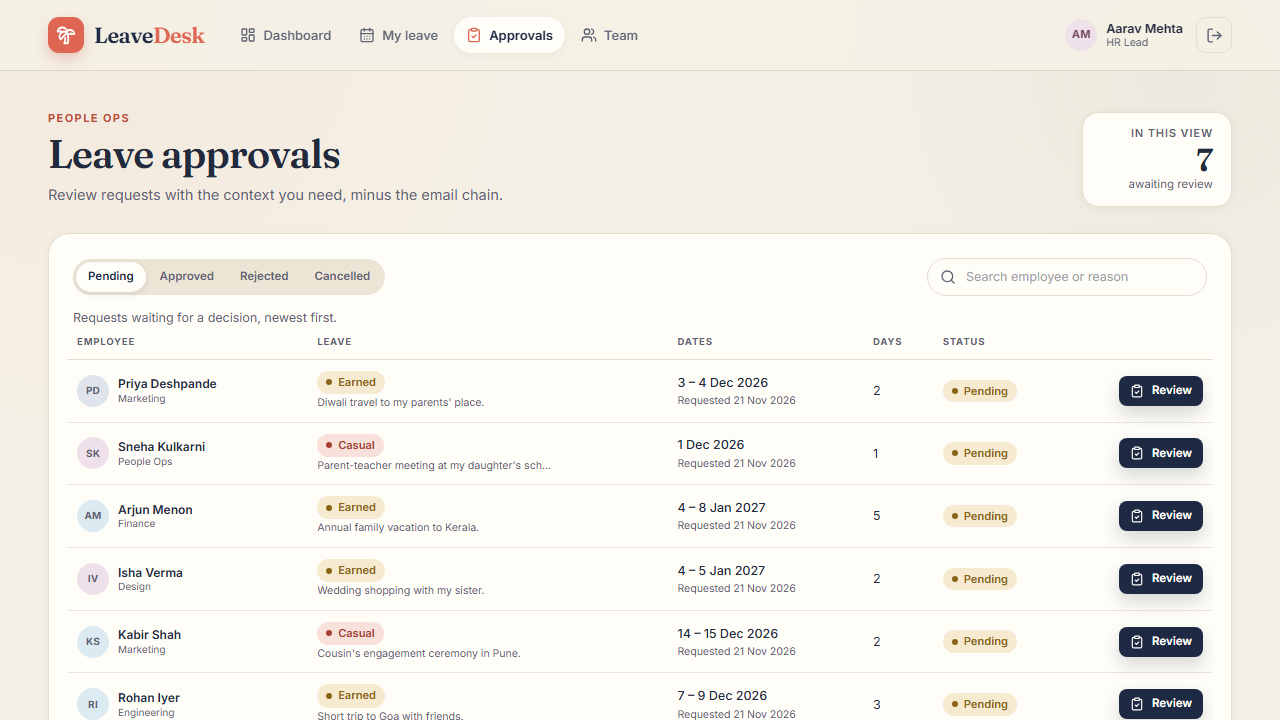 LeaveDesk
Dashboard
My leave
Approvals
Team
AM
Aarav Mehta
HR Lead
PEOPLE OPS
Leave approvals
Review requests with the context you need, minus the email chain.
IN THIS VIEW
7
awaiting review
Pending
Approved
Rejected
Cancelled
Search employee or reason
Requests waiting for a decision, newest first.
EMPLOYEE LEAVE DATES DAYS STATUS
PD
Priya Deshpande
Marketing
Earned
Diwali travel to my parents' place.
3 – 4 Dec 2026
Requested 21 Nov 2026
2
Pending
Review
SK
Sneha Kulkarni
People Ops
Casual
Parent-teacher meeting at my daughter's sch...
1 Dec 2026
Requested 21 Nov 2026
1
Pending
Review
AM
Arjun Menon
Finance
Earned
Annual family vacation to Kerala.
4 – 8 Jan 2027
Requested 21 Nov 2026
5
Pending
Review
IV
Isha Verma
Design
Earned
Wedding shopping with my sister.
4 – 5 Jan 2027
Requested 21 Nov 2026
2
Pending
Review
KS
Kabir Shah
Marketing
Casual
Cousin's engagement ceremony in Pune.
14 – 15 Dec 2026
Requested 21 Nov 2026
2
Pending
Review
RI
Rohan Iyer
Engineering
Earned
Short trip to Goa with friends.
7 – 9 Dec 2026
Requested 21 Nov 2026
3
Pending
Review